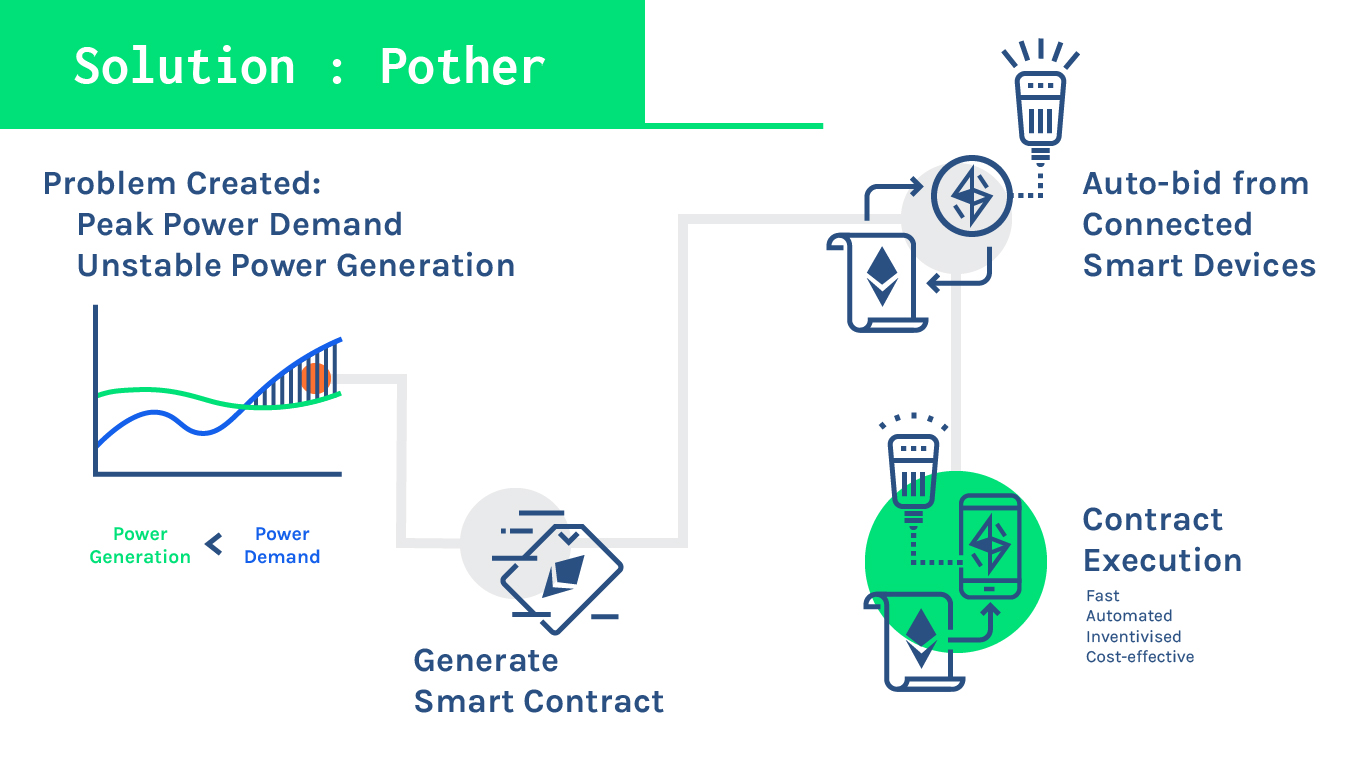 Solution : Pother
Problem Created:
Peak Power Demand
Unstable Power Generation
Power
Generation
<
Power
Demand
Generate
Smart Contract
Auto-bid from
Connected
Smart Devices
Contract
Execution
Fast
Automated
Inventivised
Cost-effective